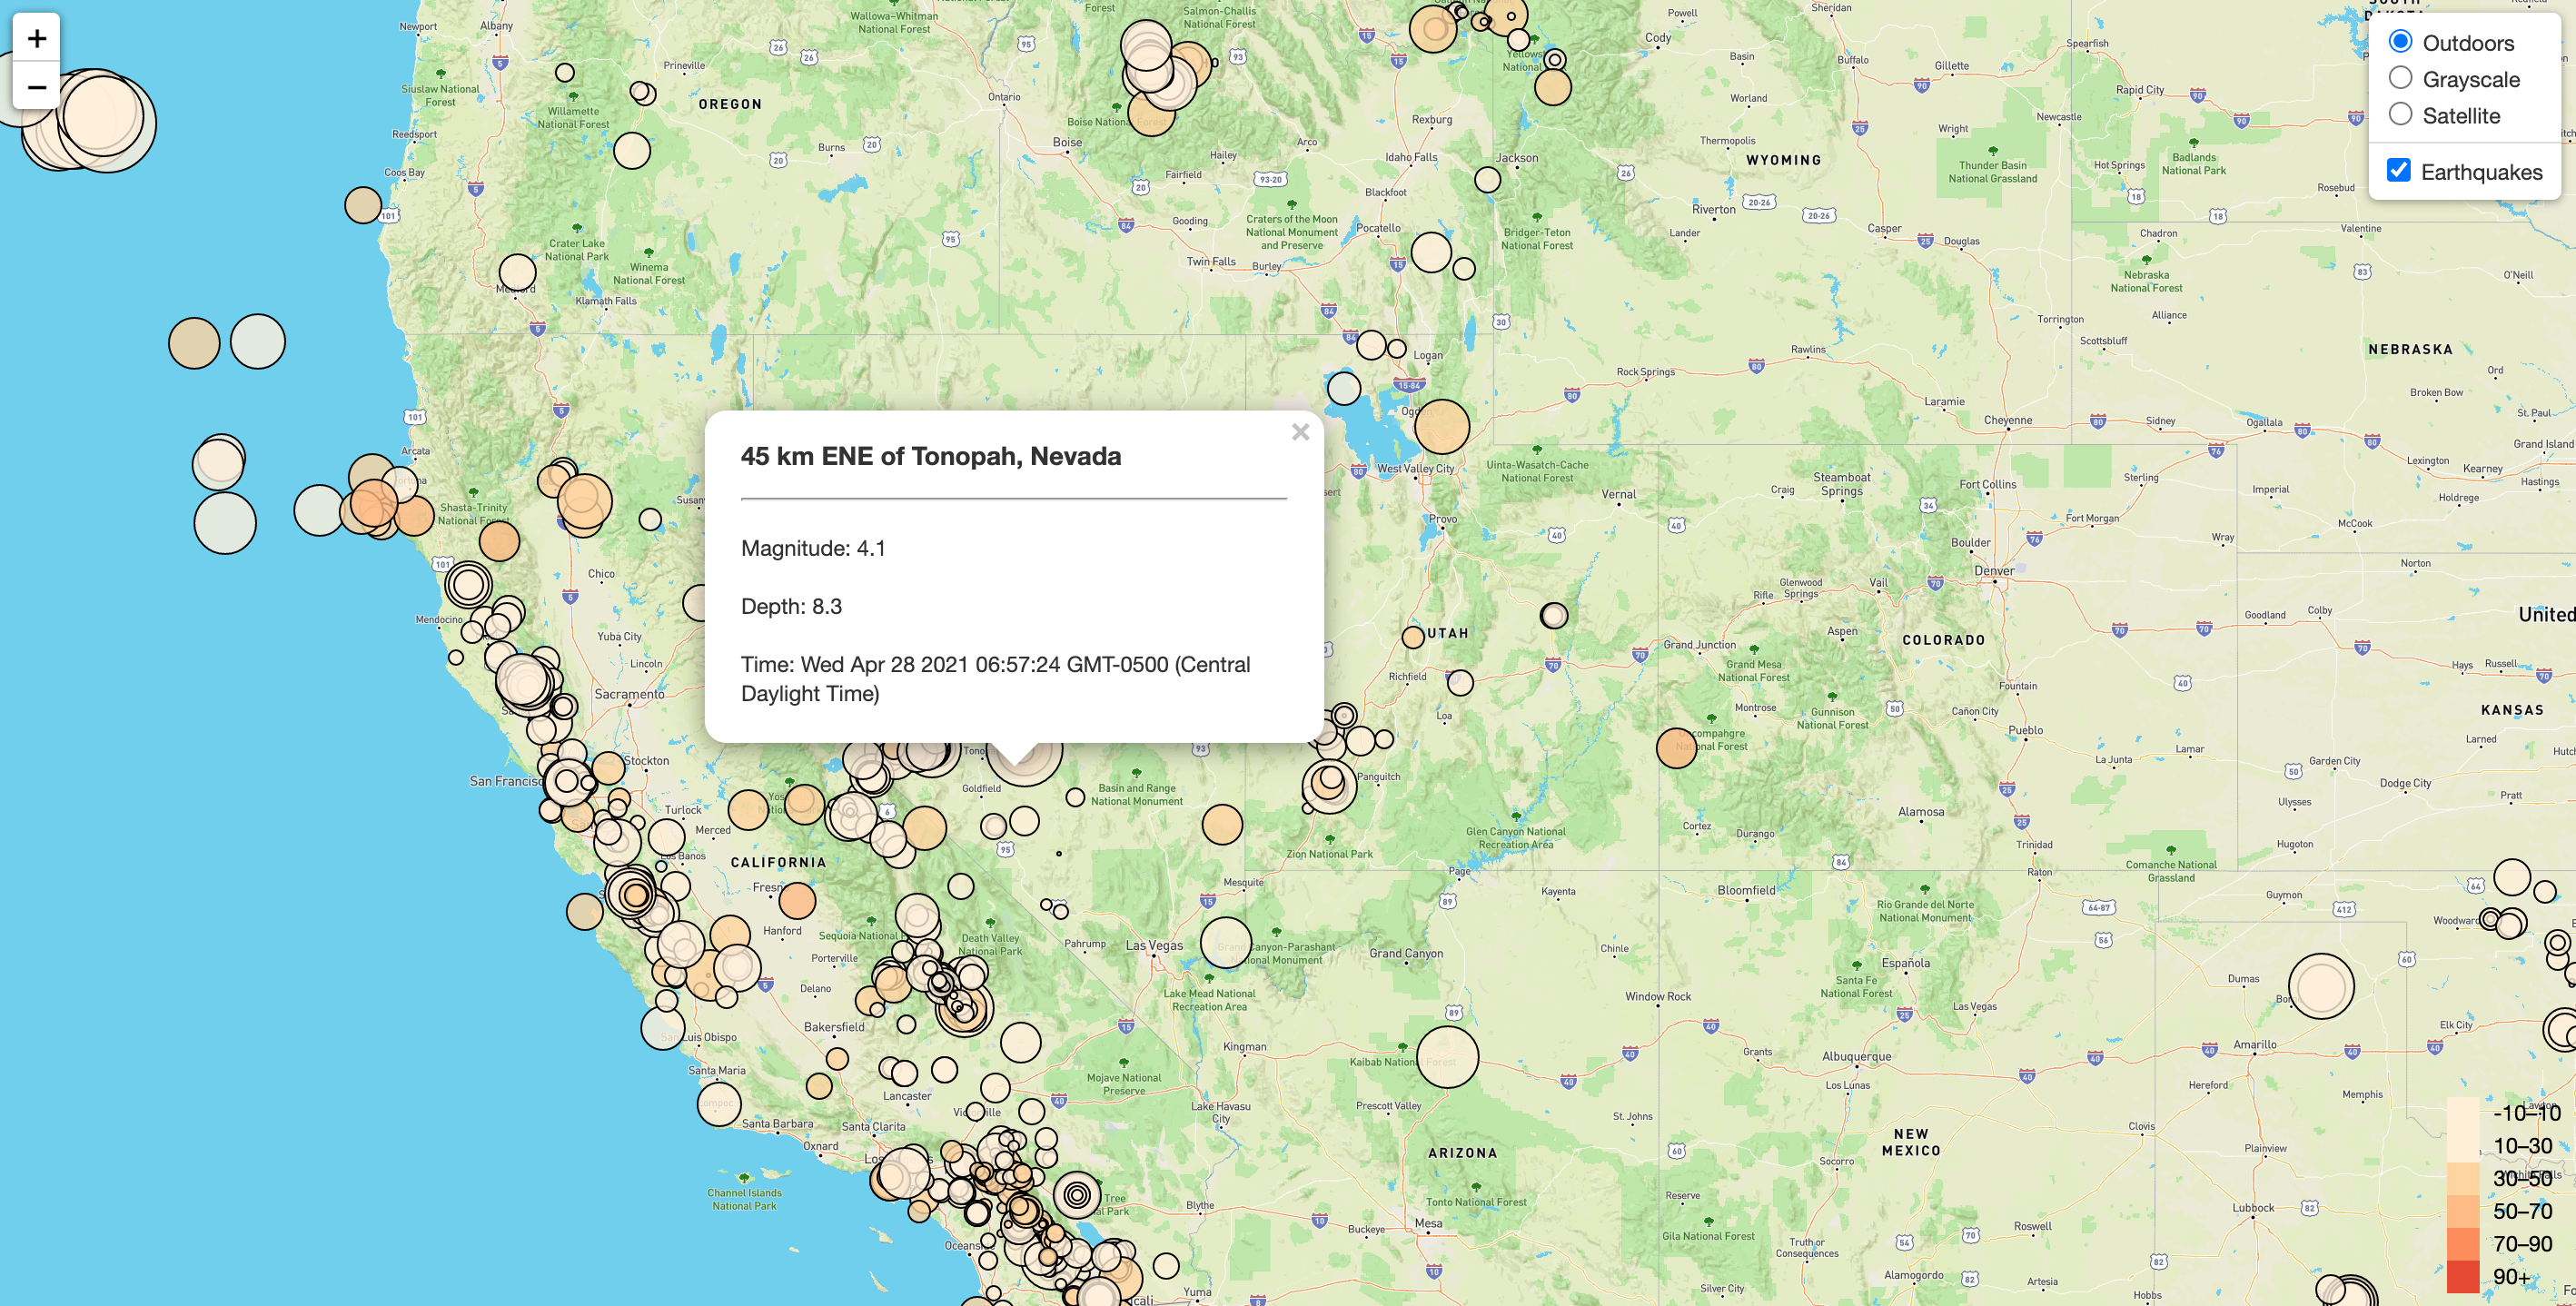 +
−
Outdoors
Grayscale
Satellite
Earthquakes
Newport
Albany
Wallowa–Whitman
National Forest
Forest
Salmon-Challis
National Forest
Powell
Sheridan
Cody
Spearfish
Prineville
Basin
Buffalo
Gillette
Yellowstone
National
Siuslaw National
Forest
Willamette
National Forest
OREGON
Ontario
Worland
Rapid City
Reedsport
Burns
Boise National Forest
Boise
Rexburg
Newcastle
Arco
Thermopolis
Wright
Hailey
Idaho Falls
Jackson
WYOMING
Thunder Basin
National Grassland
Hot Springs
Badlands
National Park
Coos Bay
Fairfield
Blackfoot
Rosebud
Riverton
Gooding
Craters of the Moon
National Monument
and Preserve
Pocatello
Bridger-Teton
National Forest
Lander
Casper
Douglas
Chadron
Valentine
Crater Lake
National Park
Winema
National Forest
Twin Falls
Burley
Nebraska
National Forest
O'Neill
Medford
Klamath Falls
Torrington
Alliance
Logan
Rawlins
Scottsbluff
NEBRASKA
Rock Springs
Ord
Laramie
Broken Bow
Cheyenne
Sidney
Ogallala
St. Paul
Arcata
Grand Island
West Valley City
Uinta-Wasatch-Cache
National Forest
Lexington
Kearney
Hastings
Steamboat
Springs
Sterling
Imperial
Holdrege
Shasta-Trinity
National Forest
Vernal
Craig
Fort Collins
Provo
Fort Morgan
McCook
Wray
Boulder
Denver
Norton
Chico
Glenwood
Springs
Vail
Rifle
Mendocino
Goodland
Colby
United
Yuba City
UTAH
Grand Junction
Aspen
COLORADO
Lincoln
Grand Mesa
National Forest
Hays
Russell
Sacramento
Richfield
Fountain
Montrose
Gunnison
National Forest
Cañon City
KANSAS
Loa
Pueblo
Uncompahgre
National Forest
Larned
Lamar
La Junta
Garden City
Stockton
San Francisc
45 km ENE of Tonopah, Nevada
×
Magnitude: 4.1
Depth: 8.3
Time: Wed Apr 28 2021 06:57:24 GMT-0500 (Central
Daylight Time)
Goldfield
Basin and Range
National Monument
Panguitch
Dodge City
Ulysses
Pratt
Turlock
Merced
Los Banos
Zion National Park
Glen Canyon National
Recreation Area
Cortez
Durango
Alamosa
Trinidad
Hugoton
CALIFORNIA
Mesquite
Page
Kayenta
Bloomfield
Raton
Comanche National
Grassland
Fresn
Guymon
Rio Grande del Norte
National Monument
Woodward
Hanford
Sequoia National
Death Valley
National Park
Pahrump
Las Vegas
Grand Canyon-Parashant
National Monument
Grand Canyon
Chinle
Española
Porterville
Dumas
Delano
Lake Mead National
Recreation Area
Window Rock
Santa Fe
National Forest
Las Vegas
Bakersfield
San Luis Obispo
Kingman
Kaibab National Forest
Grants
Albuquerque
Amarillo
Elk City
Santa Maria
Mojave National
Preserve
Los Lunas
Hereford
Memphis
Lompoc
Lancaster
Victorville
Lake Havasu
City
Prescott Valley
St. Johns
Clovis
Santa Barbara
Santa Clarita
Oxnard
ARIZONA
NEW
MEXICO
Plainview
Socorro
Channel Islands
National Park
Blythe
Tonto National Forest
Reserve
Lubbock
Buckeye
Mesa
Gila National Forest
Truth or
Consequences
Roswell
Oceanside
Yuma
Silver City
Alamogordo
Artesia
Hobbs
-10–10
10–30
30–50
50–70
70–90
90+